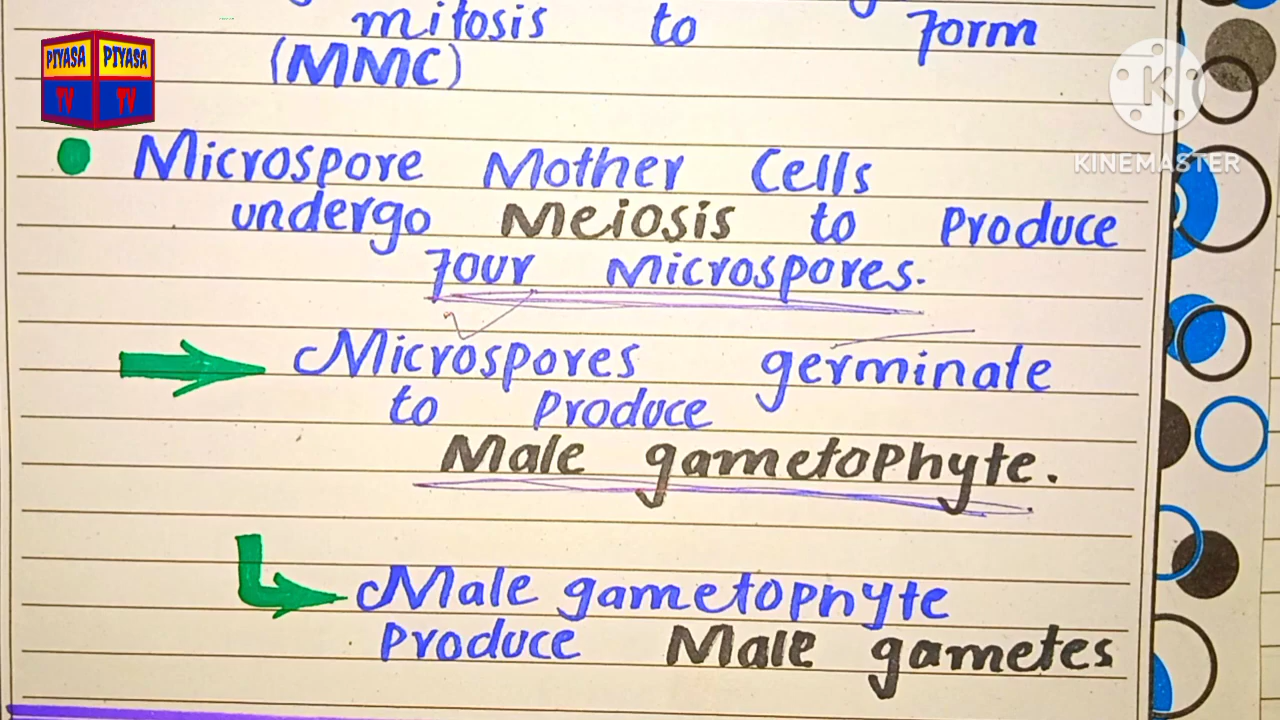 mitosis to form
(MMC)
PIYASA PIYASA
TV TV
K
KINEMASTER
Microspore Mother Cells
undergo Meiosis to produce
four Microspores.
Microspores germinate
to produce
Male gametophyte.
Male gametophyte
produce Male gametes